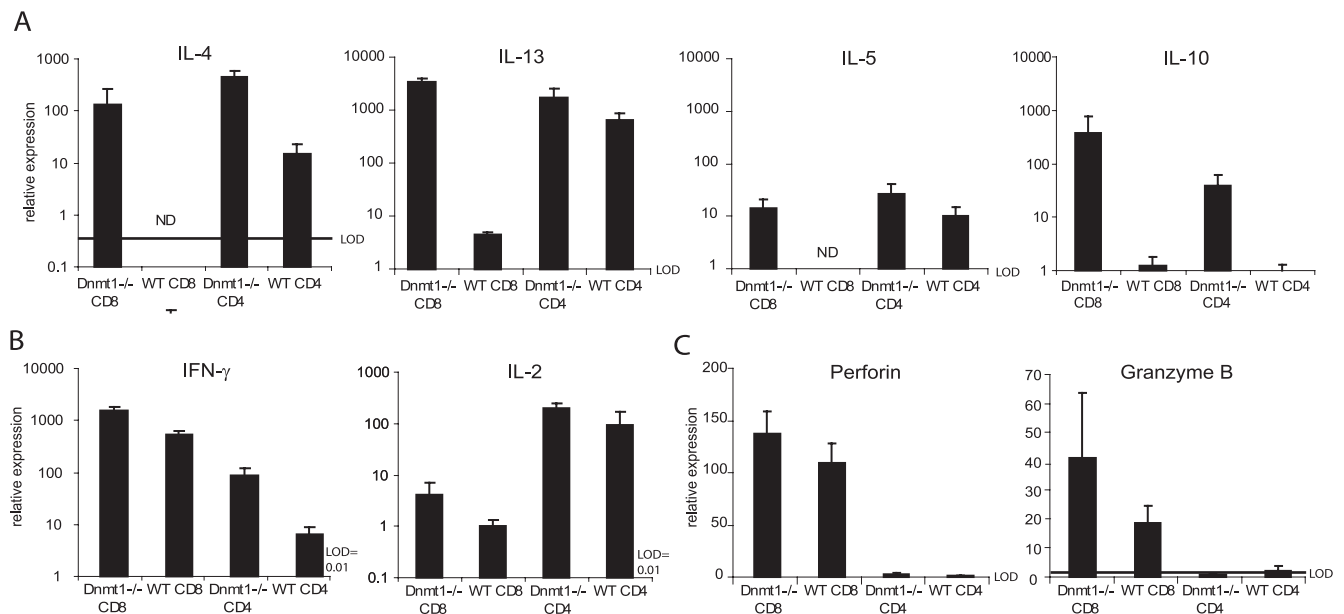 A
IL-4
relative expression
1000
100
10
1
0.1
ND
LOD
Dnmt1-/- WT CD8 Dnmt1-/- WT CD4
CD8 CD4
IL-13
10000
1000
100
10
1
LOD
Dnmt1-/- WT CD8 Dnmt1-/- WT CD4
CD8 CD4
IL-5
1000
100
10
1
ND
LOD
Dnmt1-/- WT CD8 Dnmt1-/- WT CD4
CD8 CD4
IL-10
10000
1000
100
10
1
Dnmt1-/- WT CD8 Dnmt1-/- WT CD4
CD8 CD4
B
IFN-γ
relative expression
10000
1000
100
10
1
LOD=
0.01
Dnmt1-/- WT CD8 Dnmt1-/- WT CD4
CD8 CD4
IL-2
1000
100
10
1
0.1
LOD=
0.01
Dnmt1-/- WT CD8 Dnmt1-/- WT CD4
CD8 CD4
C
Perforin
relative expression
200
150
100
50
0
LOD
Dnmt1-/- WT CD8 Dnmt1-/- WT CD4
CD8 CD4
Granzyme B
70
60
50
40
30
20
10
0
LOD
Dnmt1-/- WT CD8 Dnmt1-/- WT CD4
CD8 CD4